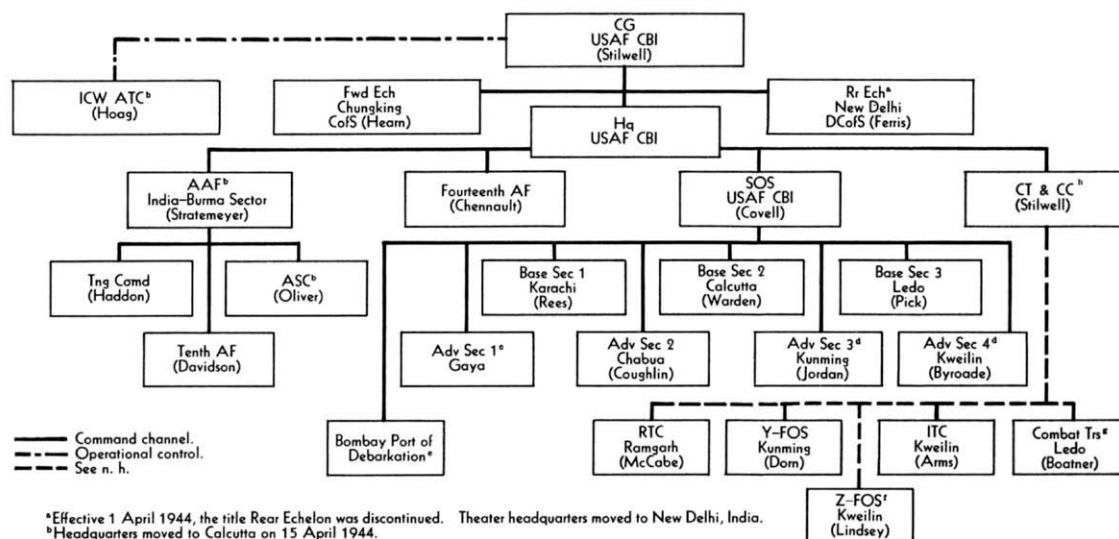 CG
USAF CBI
(Stilwell)
ICW ATCᵇ
(Hoag)
Fwd Ech
Chungking
CofS (Hearn)
Rr Echᵃ
New Delhi
DCofS (Ferris)
Hq
USAF CBI
AAFᵇ
India–Burma Sector
(Stratemeyer)
Fourteenth AF
(Chennault)
SOS
USAF CBI
(Covell)
CT & CCʰ
(Stilwell)
Tng Comd
(Haddon)
ASCᵇ
(Oliver)
Tenth AF
(Davidson)
Base Sec 1
Karachi
(Rees)
Base Sec 2
Calcutta
(Warden)
Base Sec 3
Ledo
(Pick)
Adv Sec 1ᵉ
Gaya
Adv Sec 2
Chabua
(Coughlin)
Adv Sec 3ᵈ
Kunming
(Jordan)
Adv Sec 4ᵈ
Kweilin
(Byroade)
Bombay Port of
Debarkationᵉ
RTC
Ramgarh
(McCabe)
Y–FOS
Kunming
(Dorn)
ITC
Kweilin
(Arms)
Combat Trsᵍ
Ledo
(Boatner)
Z–FOSᶠ
Kweilin
(Lindsey)
Command channel.
Operational control.
See n. h.
ᵃEffective 1 April 1944, the title Rear Echelon was discontinued. Theater headquarters moved to New Delhi, India.
ᵇHeadquarters moved to Calcutta on 15 April 1944.